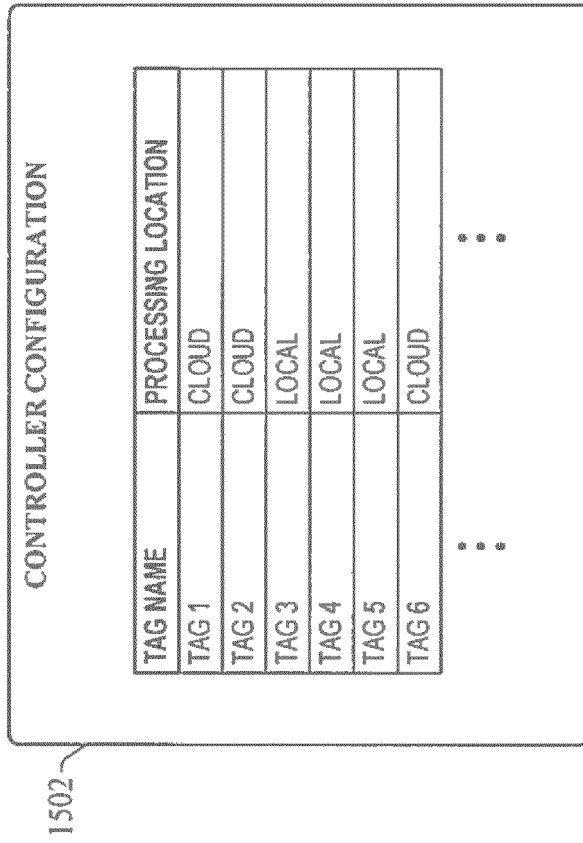 1502
CONTROLLER CONFIGURATION
TAG NAME PROCESSING LOCATION
TAG 1 CLOUD
TAG 2 CLOUD
TAG 3 LOCAL
TAG 4 LOCAL
TAG 5 LOCAL
TAG 6 CLOUD